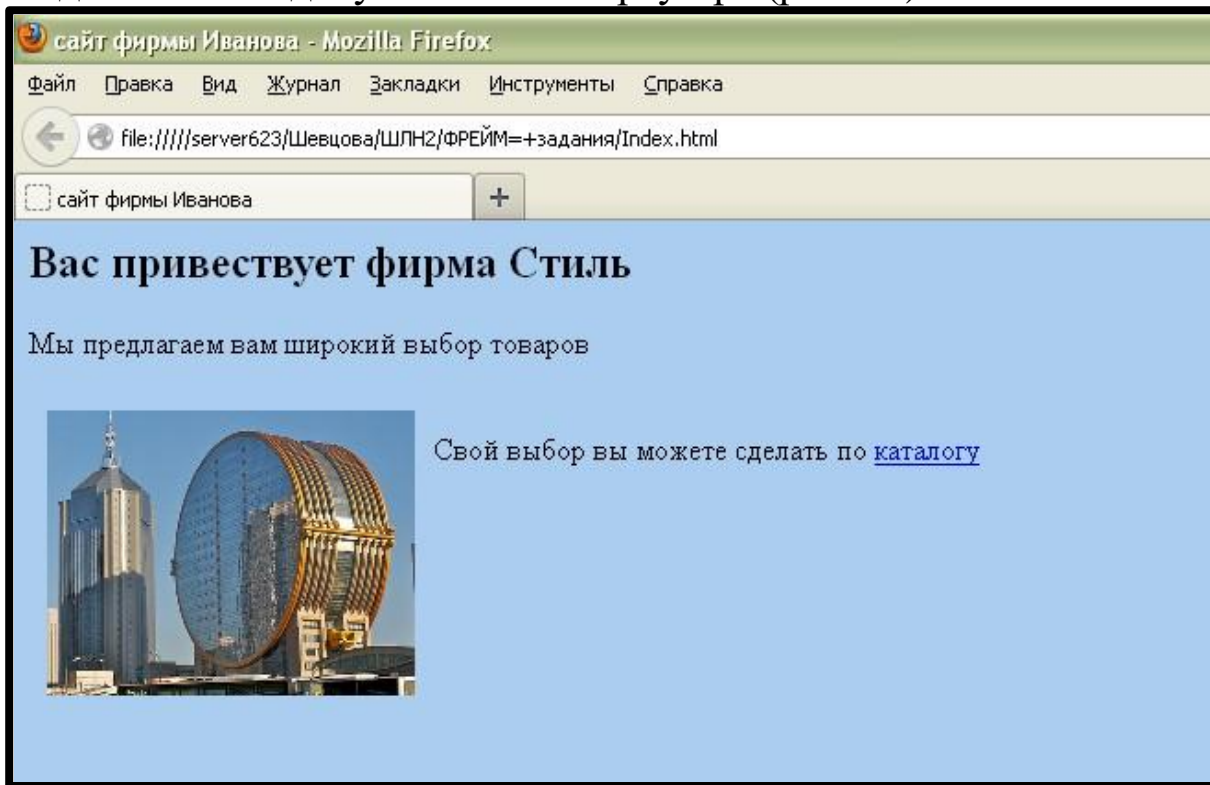 сайт фирмы Иванова - Mozilla Firefox
Файл Правка Вид Журнал Закладки Инструменты Справка
file://///server623/Шевцова/ШЛН2/ФРЕЙМ=+задания/Index.html
сайт фирмы Иванова +
Вас привествует фирма Стиль
Мы предлагаем вам широкий выбор товаров
Свой выбор вы можете сделать по каталогу